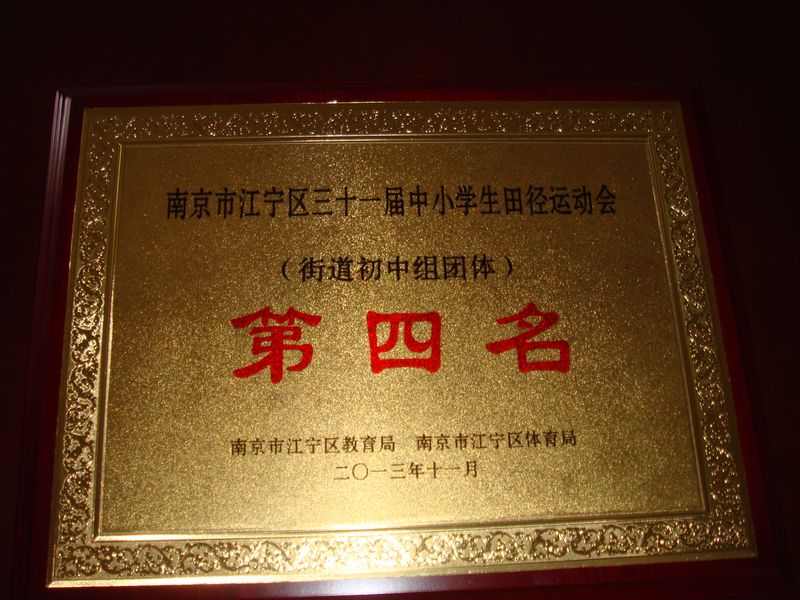 南京市江宁区三十一届中小学生田径运动会
（街道初中组团体）
第四名
南京市江宁区教育局　南京市江宁区体育局
二〇一三年十一月